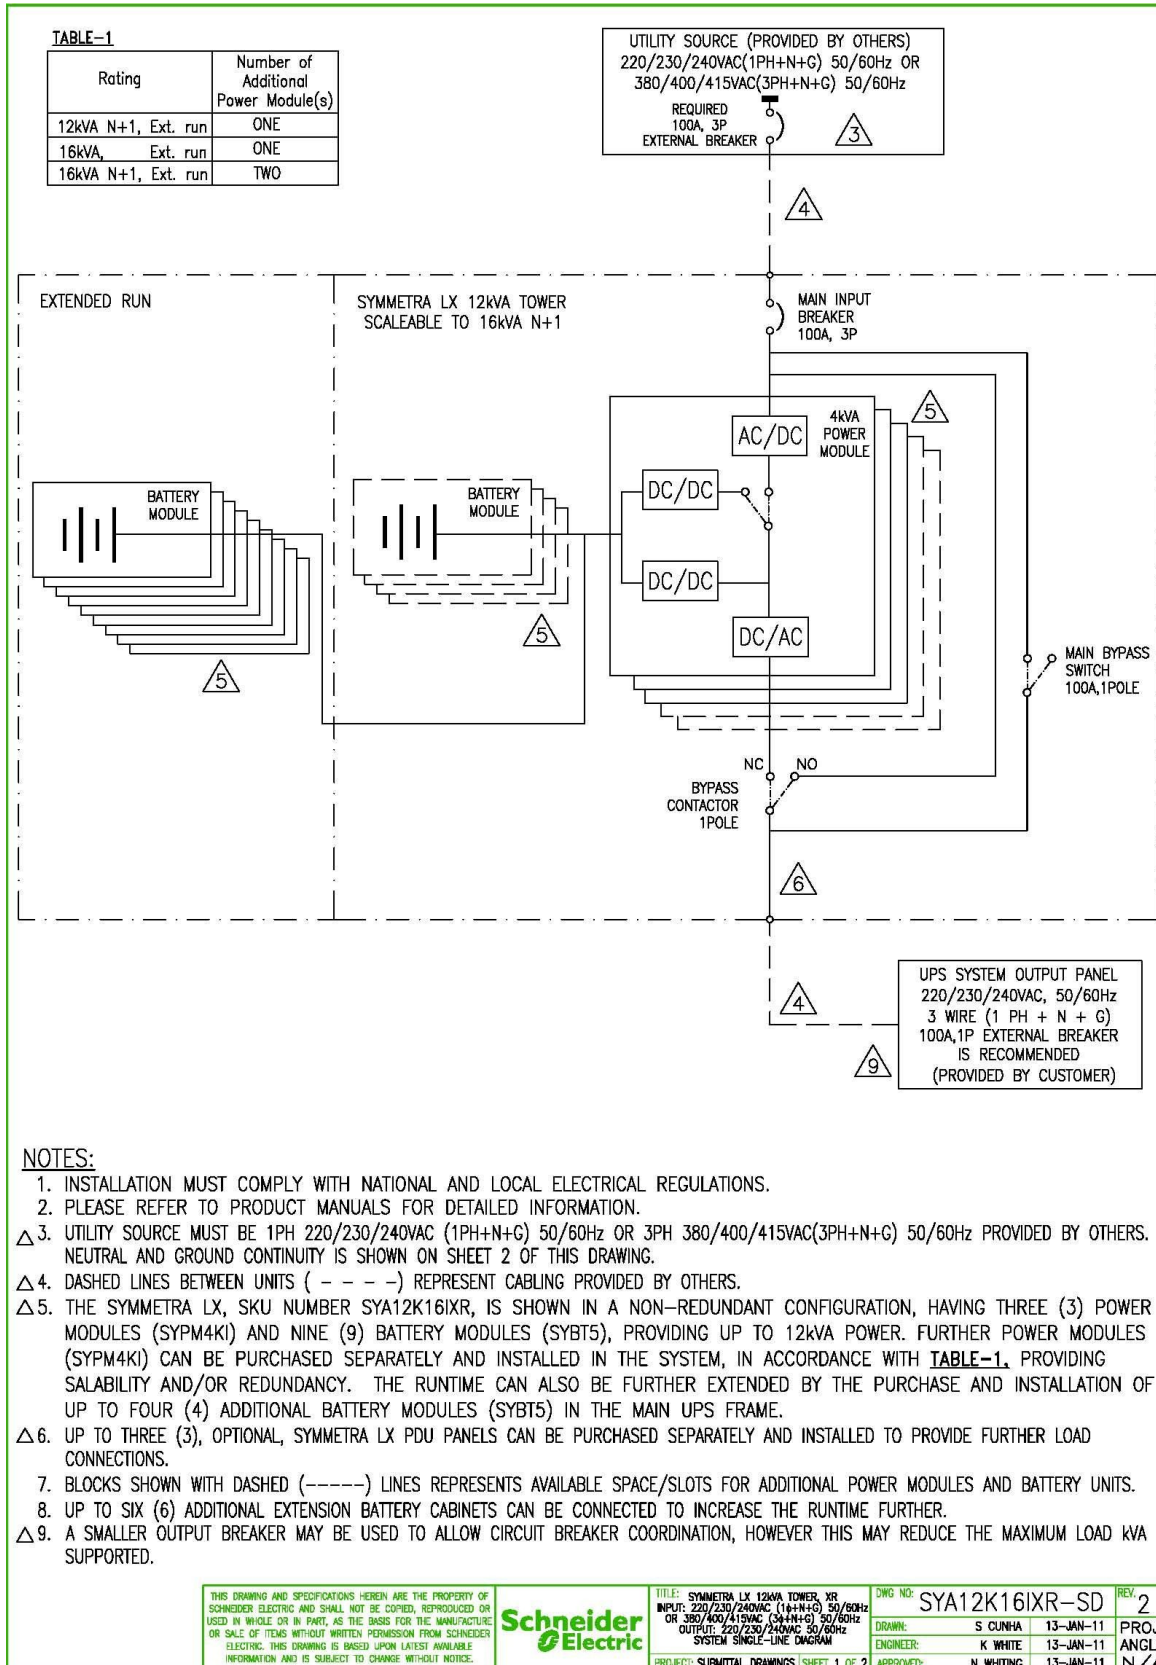 TABLE-1
Rating
Number of
Additional
Power Module(s)
12kVA N+1, Ext. run ONE
16kVA, Ext. run ONE
16kVA N+1, Ext. run TWO
UTILITY SOURCE (PROVIDED BY OTHERS)
220/230/240VAC(1PH+N+G) 50/60Hz OR
380/400/415VAC(3PH+N+G) 50/60Hz
REQUIRED
100A, 3P
EXTERNAL BREAKER
3
4
EXTENDED RUN
SYMMETRA LX 12kVA TOWER
SCALEABLE TO 16kVA N+1
MAIN INPUT
BREAKER
100A, 3P
5
4kVA
POWER
MODULE
AC/DC
DC/DC
BATTERY
MODULE
BATTERY
MODULE
DC/DC
DC/AC
5
5
MAIN BYPASS
SWITCH
100A,1POLE
NC NO
BYPASS
CONTACTOR
1POLE
6
4
UPS SYSTEM OUTPUT PANEL
220/230/240VAC, 50/60Hz
3 WIRE (1 PH + N + G)
100A,1P EXTERNAL BREAKER
IS RECOMMENDED
(PROVIDED BY CUSTOMER)
9
NOTES:
1. INSTALLATION MUST COMPLY WITH NATIONAL AND LOCAL ELECTRICAL REGULATIONS.
2. PLEASE REFER TO PRODUCT MANUALS FOR DETAILED INFORMATION.
△3. UTILITY SOURCE MUST BE 1PH 220/230/240VAC (1PH+N+G) 50/60Hz OR 3PH 380/400/415VAC(3PH+N+G) 50/60Hz PROVIDED BY OTHERS.
NEUTRAL AND GROUND CONTINUITY IS SHOWN ON SHEET 2 OF THIS DRAWING.
△4. DASHED LINES BETWEEN UNITS ( - - - -) REPRESENT CABLING PROVIDED BY OTHERS.
△5. THE SYMMETRA LX, SKU NUMBER SYA12K16IXR, IS SHOWN IN A NON-REDUNDANT CONFIGURATION, HAVING THREE (3) POWER
MODULES (SYPM4KI) AND NINE (9) BATTERY MODULES (SYBT5), PROVIDING UP TO 12kVA POWER. FURTHER POWER MODULES
(SYPM4KI) CAN BE PURCHASED SEPARATELY AND INSTALLED IN THE SYSTEM, IN ACCORDANCE WITH TABLE-1, PROVIDING
SALABILITY AND/OR REDUNDANCY. THE RUNTIME CAN ALSO BE FURTHER EXTENDED BY THE PURCHASE AND INSTALLATION OF
UP TO FOUR (4) ADDITIONAL BATTERY MODULES (SYBT5) IN THE MAIN UPS FRAME.
△6. UP TO THREE (3), OPTIONAL, SYMMETRA LX PDU PANELS CAN BE PURCHASED SEPARATELY AND INSTALLED TO PROVIDE FURTHER LOAD
CONNECTIONS.
7. BLOCKS SHOWN WITH DASHED (-----) LINES REPRESENTS AVAILABLE SPACE/SLOTS FOR ADDITIONAL POWER MODULES AND BATTERY UNITS.
8. UP TO SIX (6) ADDITIONAL EXTENSION BATTERY CABINETS CAN BE CONNECTED TO INCREASE THE RUNTIME FURTHER.
△9. A SMALLER OUTPUT BREAKER MAY BE USED TO ALLOW CIRCUIT BREAKER COORDINATION, HOWEVER THIS MAY REDUCE THE MAXIMUM LOAD kVA
SUPPORTED.
THIS DRAWING AND SPECIFICATIONS HEREIN ARE THE PROPERTY OF
SCHNEIDER ELECTRIC AND SHALL NOT BE COPIED, REPRODUCED OR
USED IN WHOLE OR IN PART, AS THE BASIS FOR THE MANUFACTURE
OR SALE OF ITEMS WITHOUT WRITTEN PERMISSION FROM SCHNEIDER
ELECTRIC. THIS DRAWING IS BASED UPON LATEST AVAILABLE
INFORMATION AND IS SUBJECT TO CHANGE WITHOUT NOTICE.
Schneider
Electric
TITLE: SYMMETRA LX 12kVA TOWER, XR
INPUT: 220/230/240VAC (1ϕ+N+G) 50/60Hz
OR 380/400/415VAC (3ϕ+N+G) 50/60Hz
OUTPUT: 220/230/240VAC 50/60Hz
SYSTEM SINGLE-LINE DIAGRAM
PROJECT: SUBMITTAL DRAWINGS SHEET 1 OF 2
DWG NO: SYA12K16IXR-SD
REV. 2
DRAWN: S CUNHA 13-JAN-11
ENGINEER: K WHITE 13-JAN-11
APPROVED: N WHITING 13-JAN-11